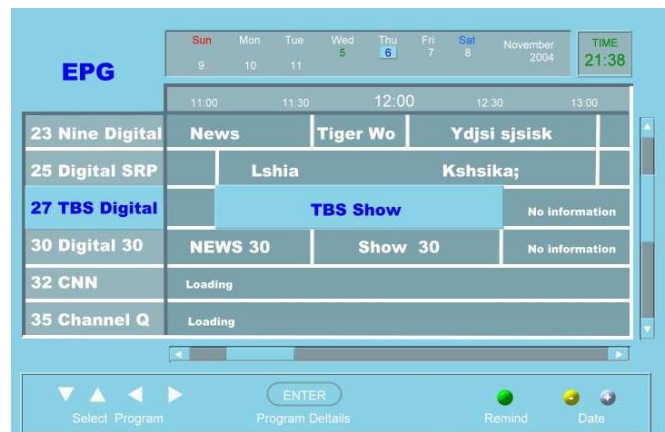 EPG
Sun Mon Tue Wed Thu Fri Sat
5 6 7 8
9 10 11
November
2004
TIME
21:38
11:00 11:30 12:00 12:30 13:00
23 Nine Digital News Tiger Wo Ydjsi sjsisk
25 Digital SRP Lshia Kshsika;
27 TBS Digital TBS Show No information
30 Digital 30 NEWS 30 Show 30 No information
32 CNN Loading
35 Channel Q Loading
Select Program
ENTER
Program Deltails
Remind
Date